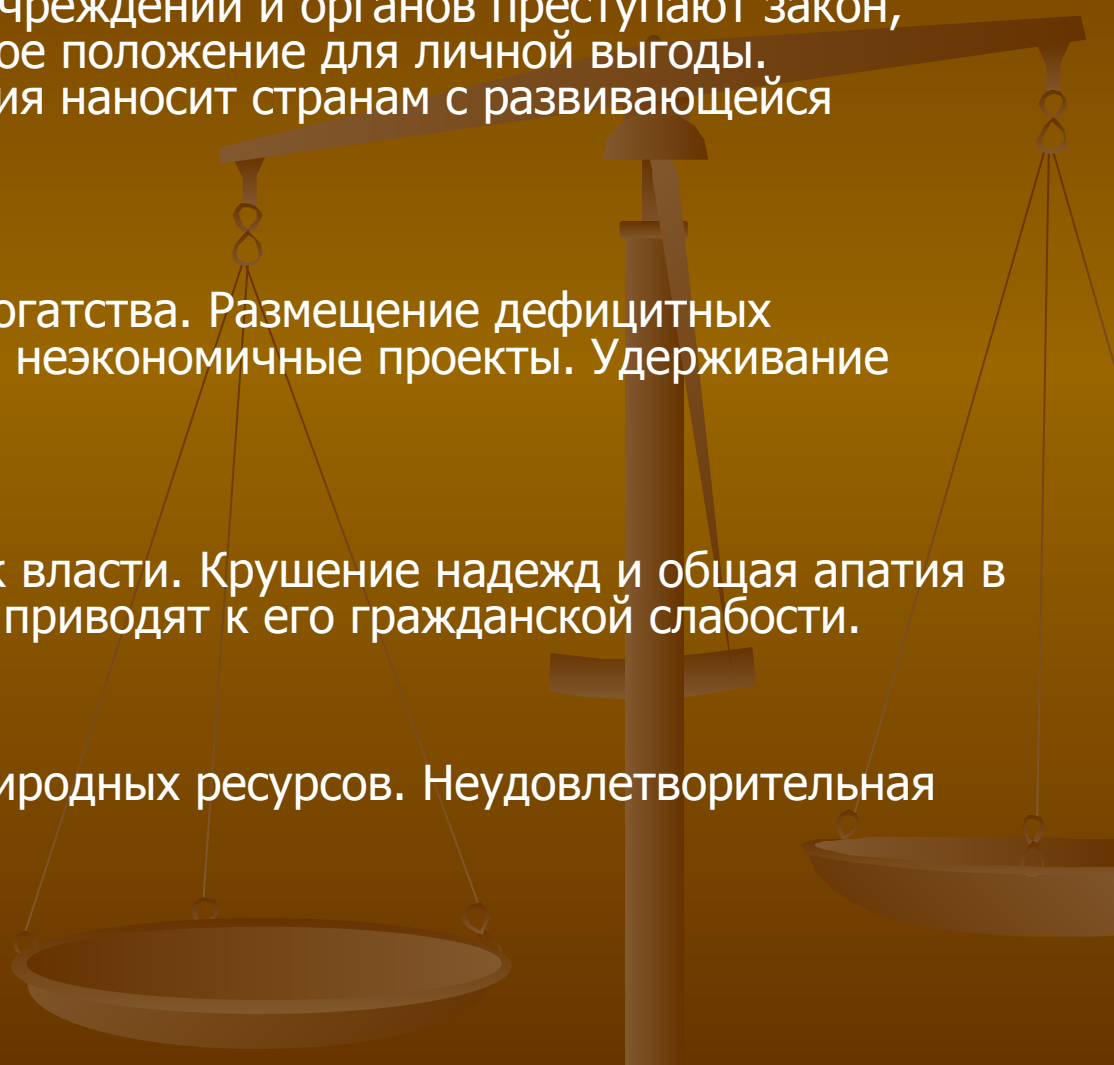 чреждений и органов преступают закон,
ое положение для личной выгоды.
ия наносит странам с развивающейся
огатства. Размещение дефицитных
неэкономичные проекты. Удерживание
к власти. Крушение надежд и общая апатия в
приводят к его гражданской слабости.
иродных ресурсов. Неудовлетворительная